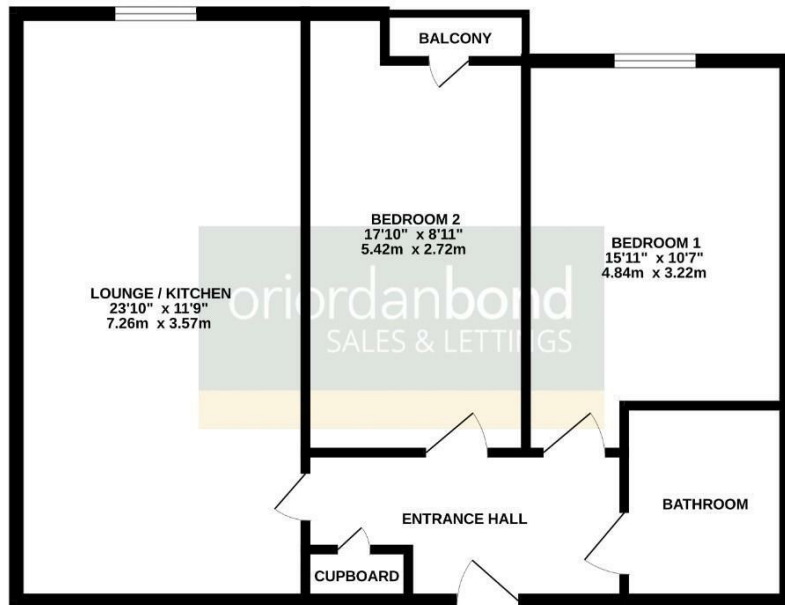 BALCONY
BEDROOM 2
17'10" x 8'11"
5.42m x 2.72m
BEDROOM 1
15'11" x 10'7"
4.84m x 3.22m
LOUNGE / KITCHEN
23'10" x 11'9"
7.26m x 3.57m
oriordanbond
SALES & LETTINGS
ENTRANCE HALL
BATHROOM
CUPBOARD